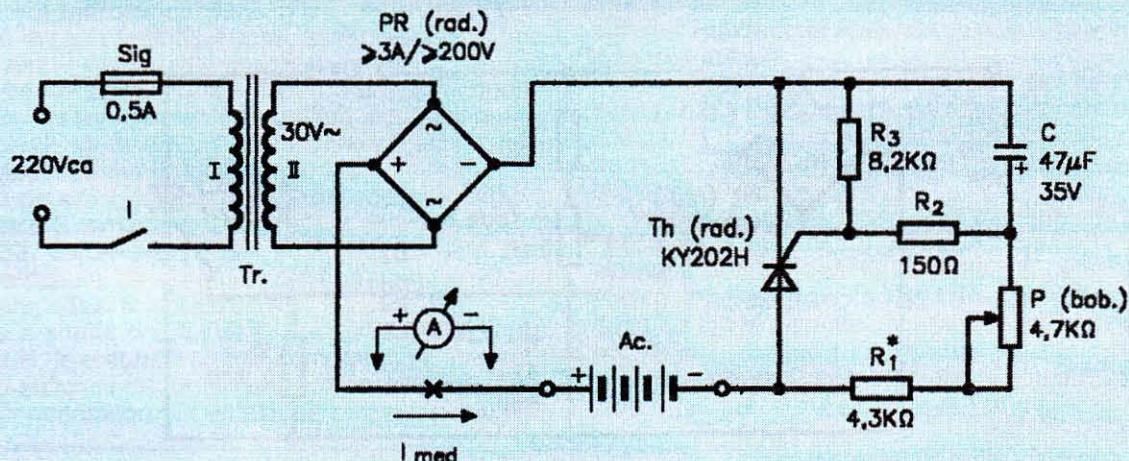 PR (rad.)
⩾3A/⩾200V
Sig
0,5A
220Vca
I
I
II
30V~
Tr.
~
+
−
~
R3
8,2KΩ
C
+
47µF
35V
R2
150Ω
Th (rad.)
KY202H
P (bob.)
4,7KΩ
R1*
4,3KΩ
+ A −
Ac.
+ −
I med